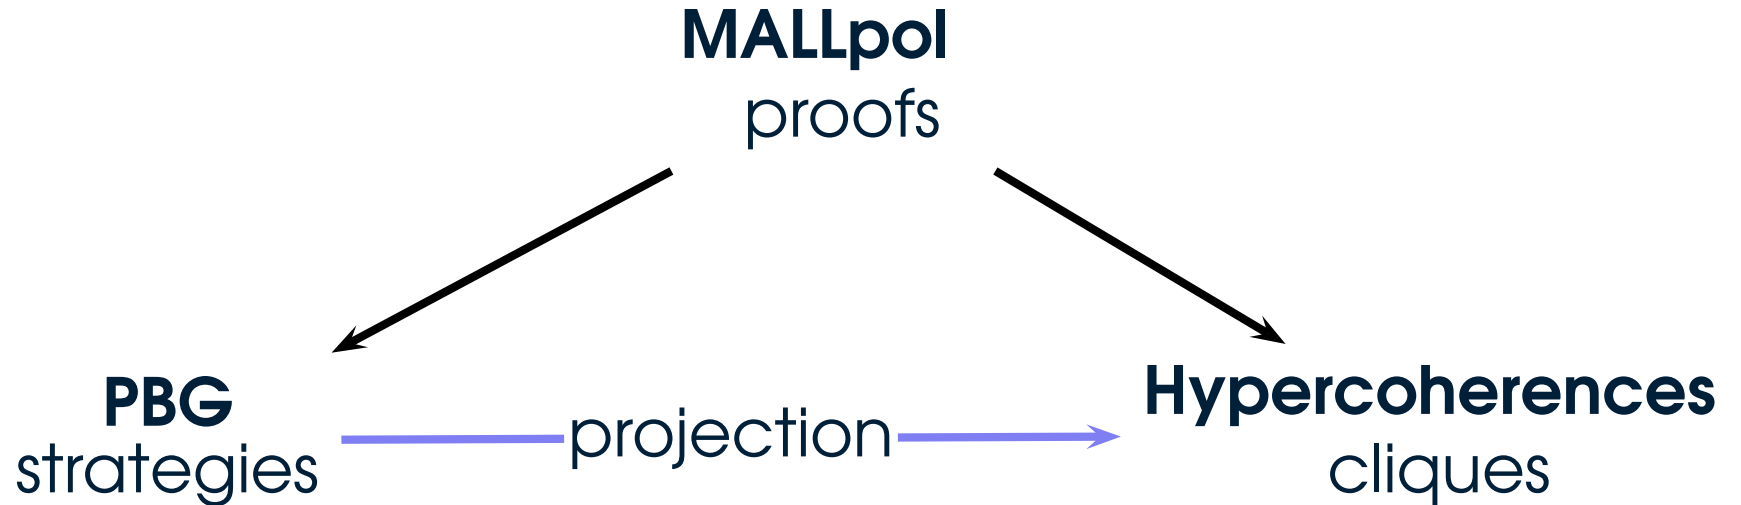 MALLpol
proofs
PBG
strategies
projection
Hypercoherences
cliques